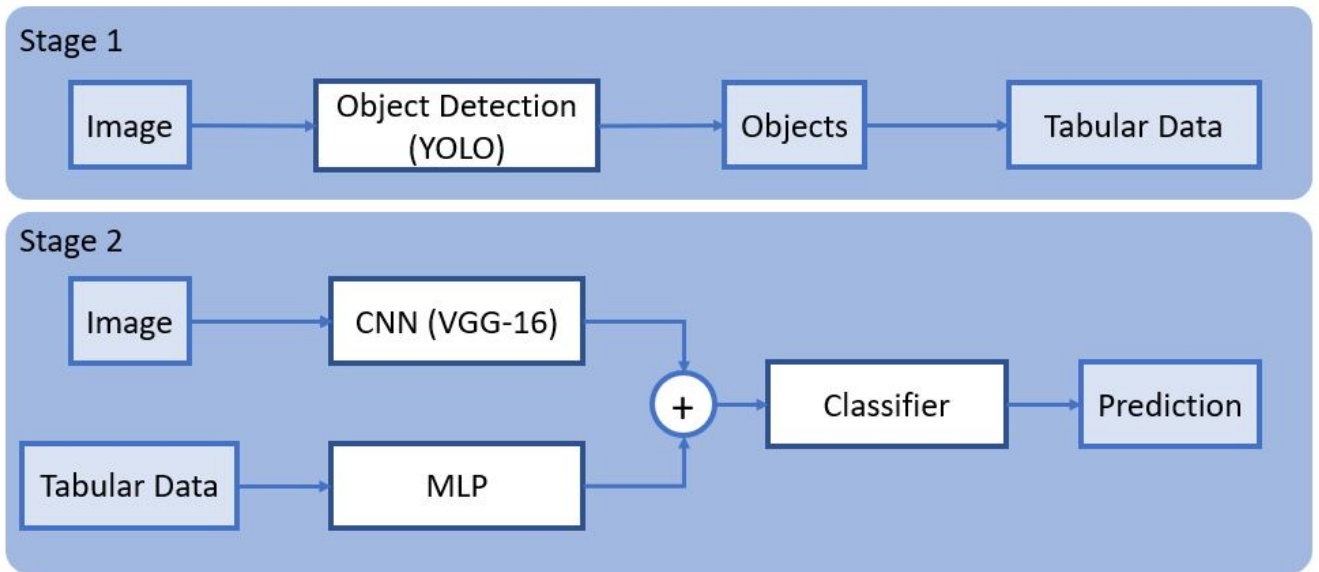 Stage 1
Image
Object Detection
(YOLO)
Objects
Tabular Data
Stage 2
Image
CNN (VGG-16)
+
Classifier
Prediction
Tabular Data
MLP